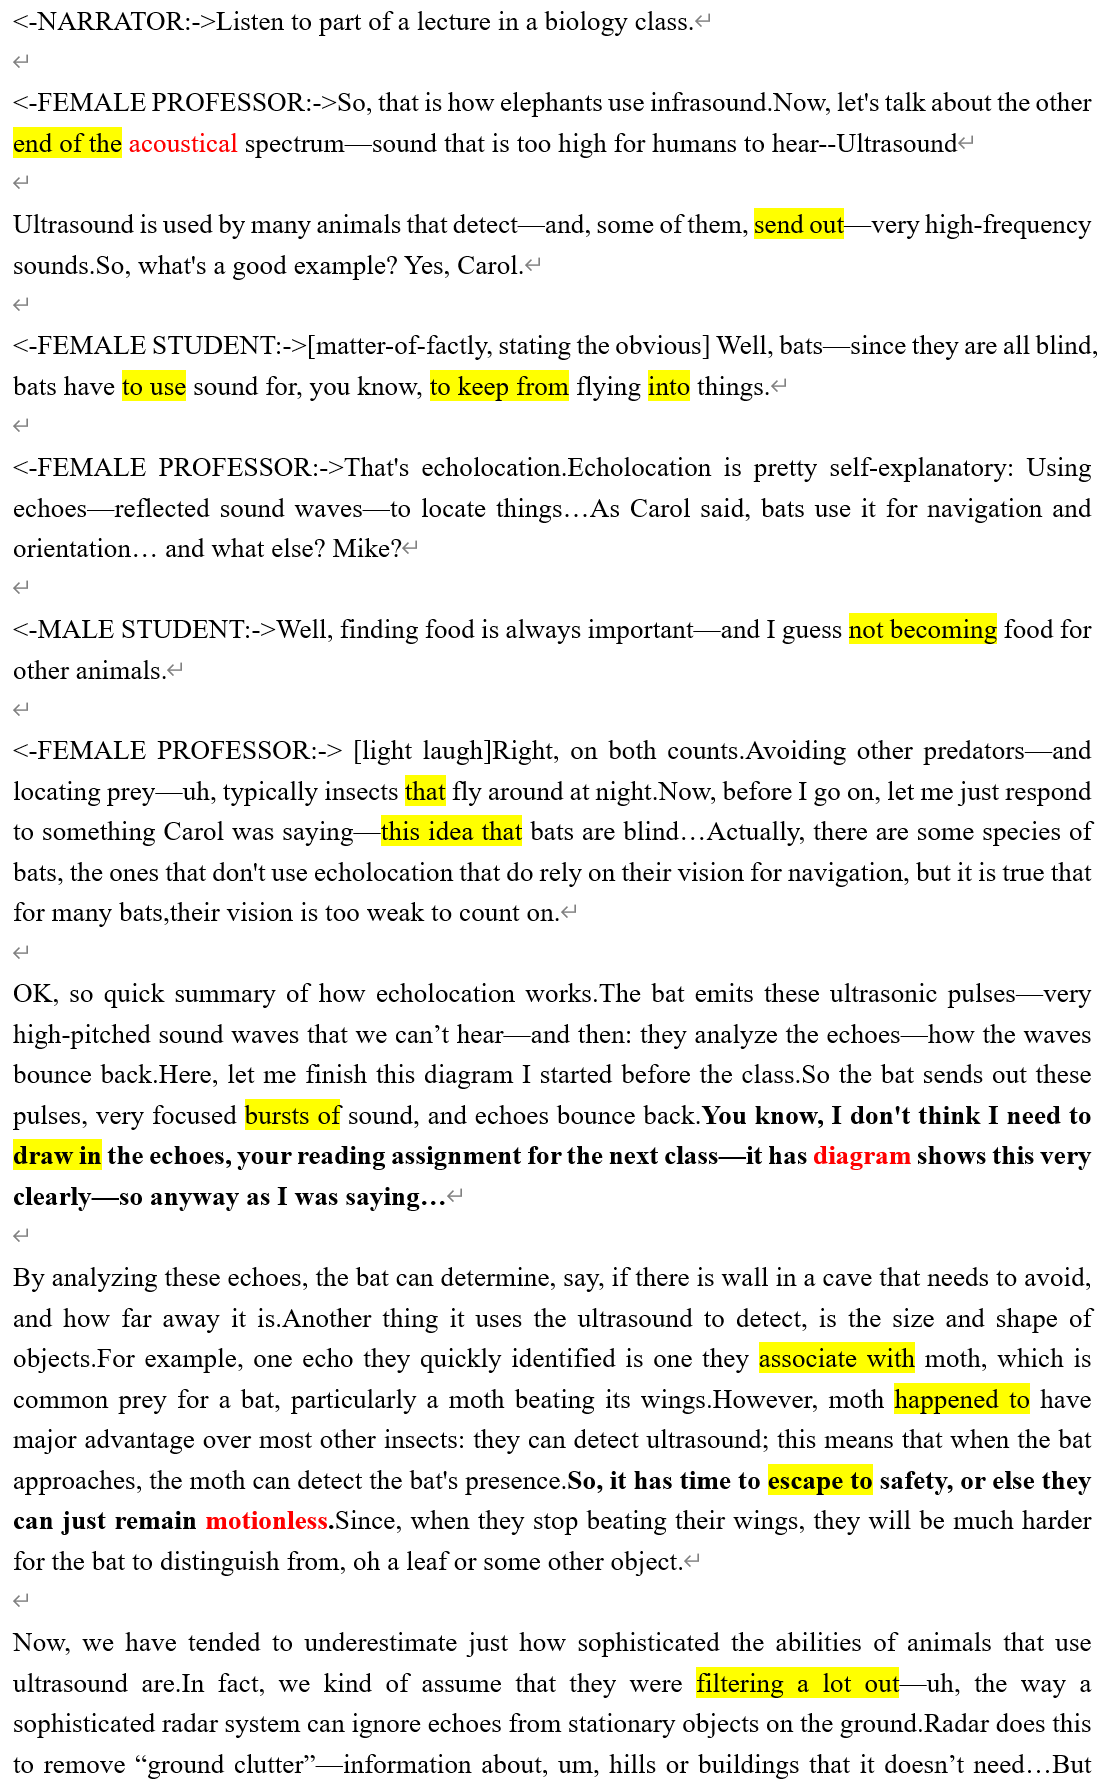 <-NARRATOR:->Listen to part of a lecture in a biology class.↵
↵
<-FEMALE PROFESSOR:->So, that is how elephants use infrasound.Now, let's talk about the other
end of the acoustical spectrum—sound that is too high for humans to hear--Ultrasound↵
↵
Ultrasound is used by many animals that detect—and, some of them, send out—very high-frequency
sounds.So, what's a good example? Yes, Carol.↵
↵
<-FEMALE STUDENT:->[matter-of-factly, stating the obvious] Well, bats—since they are all blind,
bats have to use sound for, you know, to keep from flying into things.↵
↵
<-FEMALE PROFESSOR:->That's echolocation.Echolocation is pretty self-explanatory: Using
echoes—reflected sound waves—to locate things…As Carol said, bats use it for navigation and
orientation… and what else? Mike?↵
↵
<-MALE STUDENT:->Well, finding food is always important—and I guess not becoming food for
other animals.↵
↵
<-FEMALE PROFESSOR:-> [light laugh]Right, on both counts.Avoiding other predators—and
locating prey—uh, typically insects that fly around at night.Now, before I go on, let me just respond
to something Carol was saying—this idea that bats are blind…Actually, there are some species of
bats, the ones that don't use echolocation that do rely on their vision for navigation, but it is true that
for many bats,their vision is too weak to count on.↵
↵
OK, so quick summary of how echolocation works.The bat emits these ultrasonic pulses—very
high-pitched sound waves that we can’t hear—and then: they analyze the echoes—how the waves
bounce back.Here, let me finish this diagram I started before the class.So the bat sends out these
pulses, very focused bursts of sound, and echoes bounce back.You know, I don't think I need to
draw in the echoes, your reading assignment for the next class—it has diagram shows this very
clearly—so anyway as I was saying…↵
↵
By analyzing these echoes, the bat can determine, say, if there is wall in a cave that needs to avoid,
and how far away it is.Another thing it uses the ultrasound to detect, is the size and shape of
objects.For example, one echo they quickly identified is one they associate with moth, which is
common prey for a bat, particularly a moth beating its wings.However, moth happened to have
major advantage over most other insects: they can detect ultrasound; this means that when the bat
approaches, the moth can detect the bat's presence.So, it has time to escape to safety, or else they
can just remain motionless.Since, when they stop beating their wings, they will be much harder
for the bat to distinguish from, oh a leaf or some other object.↵
↵
Now, we have tended to underestimate just how sophisticated the abilities of animals that use
ultrasound are.In fact, we kind of assume that they were filtering a lot out—uh, the way a
sophisticated radar system can ignore echoes from stationary objects on the ground.Radar does this
to remove “ground clutter”—information about, um, hills or buildings that it doesn’t need…But